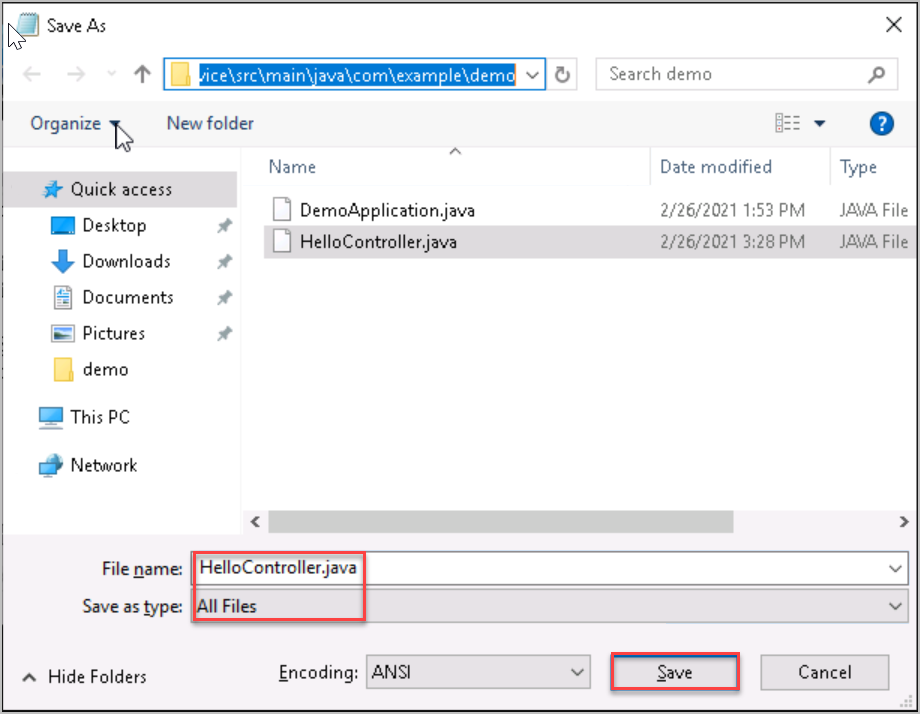 Save As
vice\src\main\java\com\example\demo
Search demo
Organize
New folder
?
Name
Date modified
Type
Quick access
Desktop
Downloads
Documents
Pictures
demo
This PC
Network
DemoApplication.java 2/26/2021 1:53 PM JAVA File
HelloController.java 2/26/2021 3:28 PM JAVA File
File name: HelloController.java
Save as type: All Files
Hide Folders
Encoding: ANSI
Save
Cancel